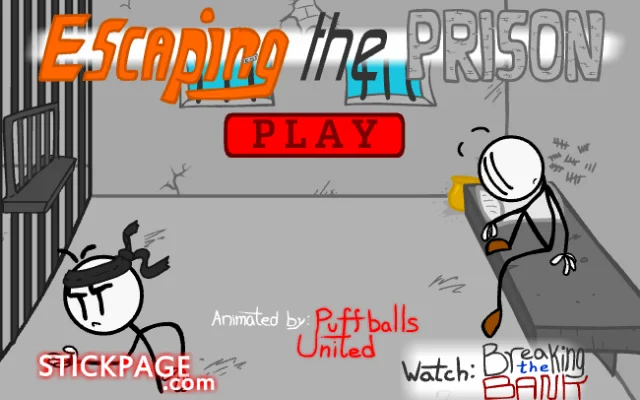 Escaping the PRISON
PLAY
Animated by: Puffballs
United
STICKPAGE
.com
Watch: Breaking
the
BANK